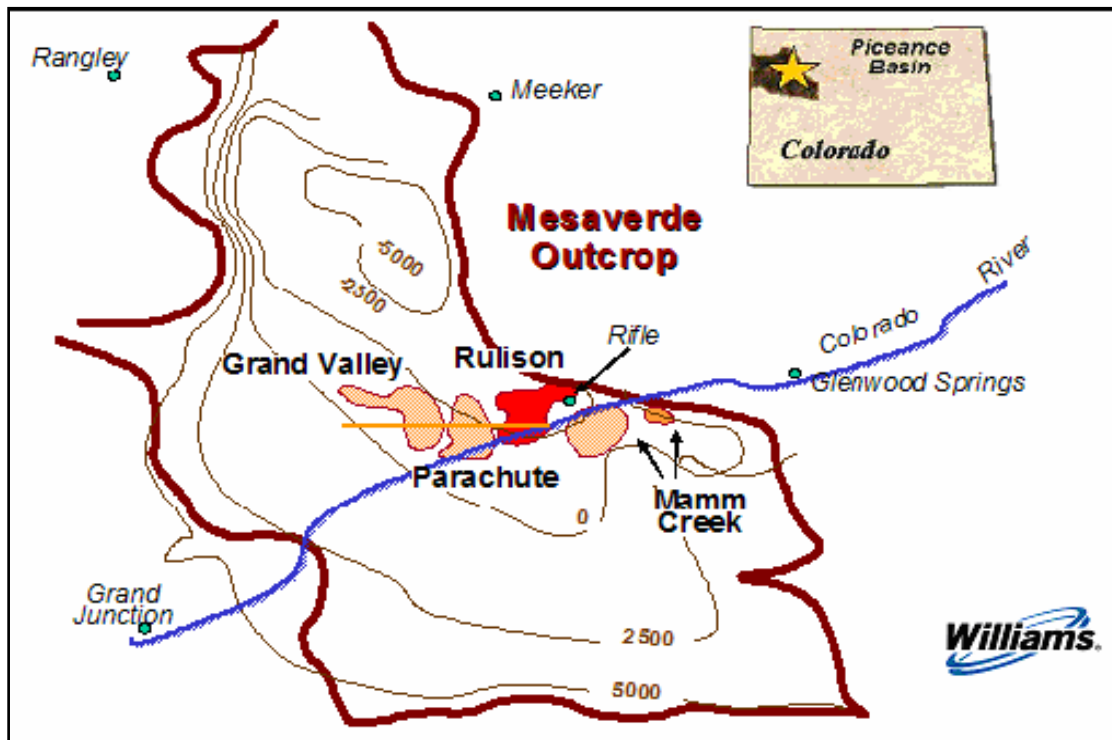 Rangley
Meeker
Piceance
Basin
Colorado
Mesaverde
Outcrop
-5000
-2500
Grand Valley
Rulison
Rifle
Colorado
River
Glenwood Springs
Parachute
Mamm
Creek
0
Grand
Junction
2500
5000
Williams.